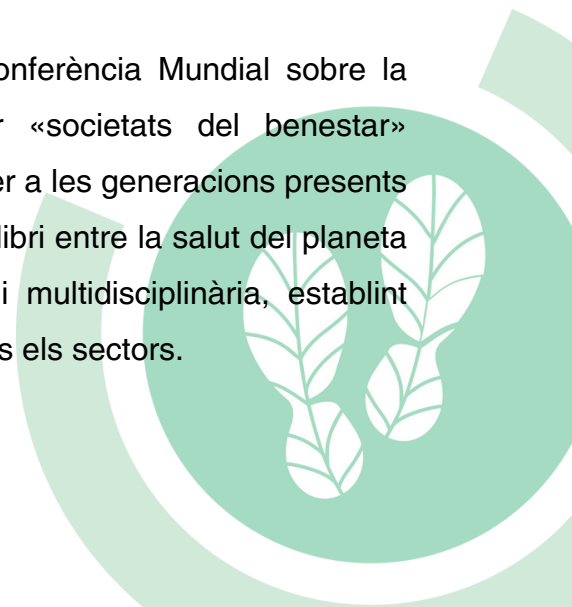 onferència Mundial sobre la
r «societats del benestar»
er a les generacions presents
libri entre la salut del planeta
i multidisciplinària, establint
s els sectors.